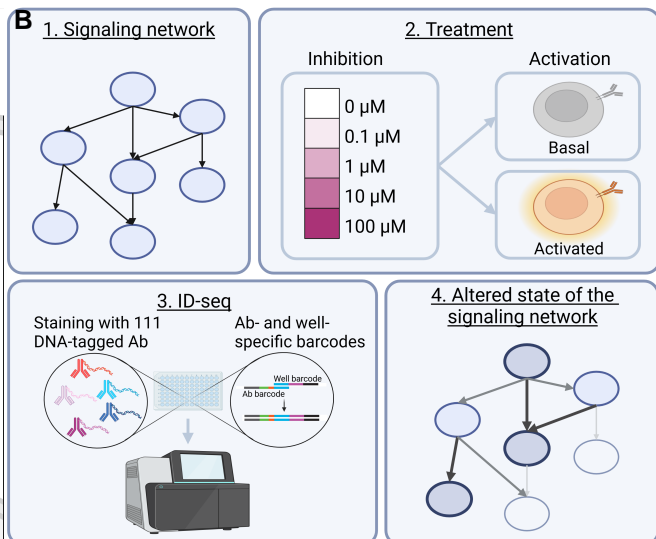 B
1. Signaling network
2. Treatment
Inhibition
Activation
0 µM
0.1 µM
1 µM
10 µM
100 µM
Basal
Activated
3. ID-seq
Staining with 111
DNA-tagged Ab
Ab- and well-
specific barcodes
Well barcode
Ab barcode
4. Altered state of the
signaling network